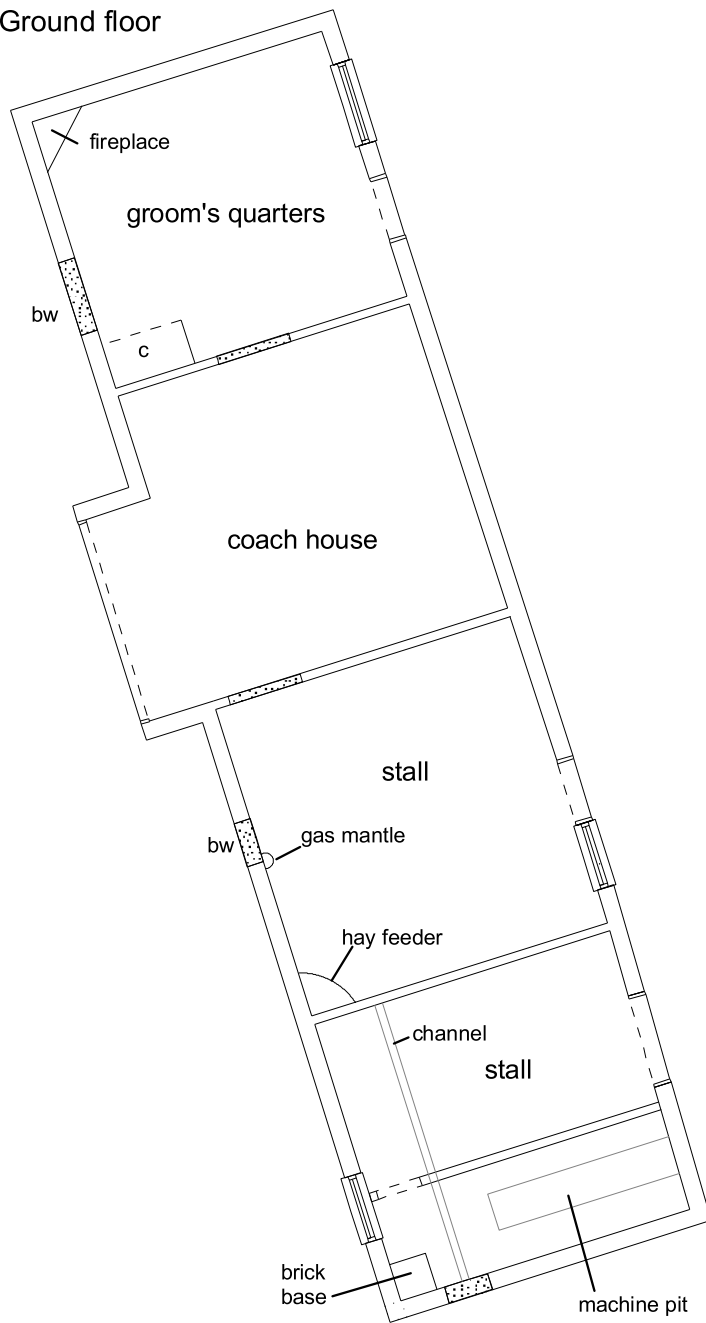 Ground floor
fireplace
groom's quarters
bw
c
coach house
stall
gas mantle
bw
hay feeder
channel
stall
brick
base
machine pit